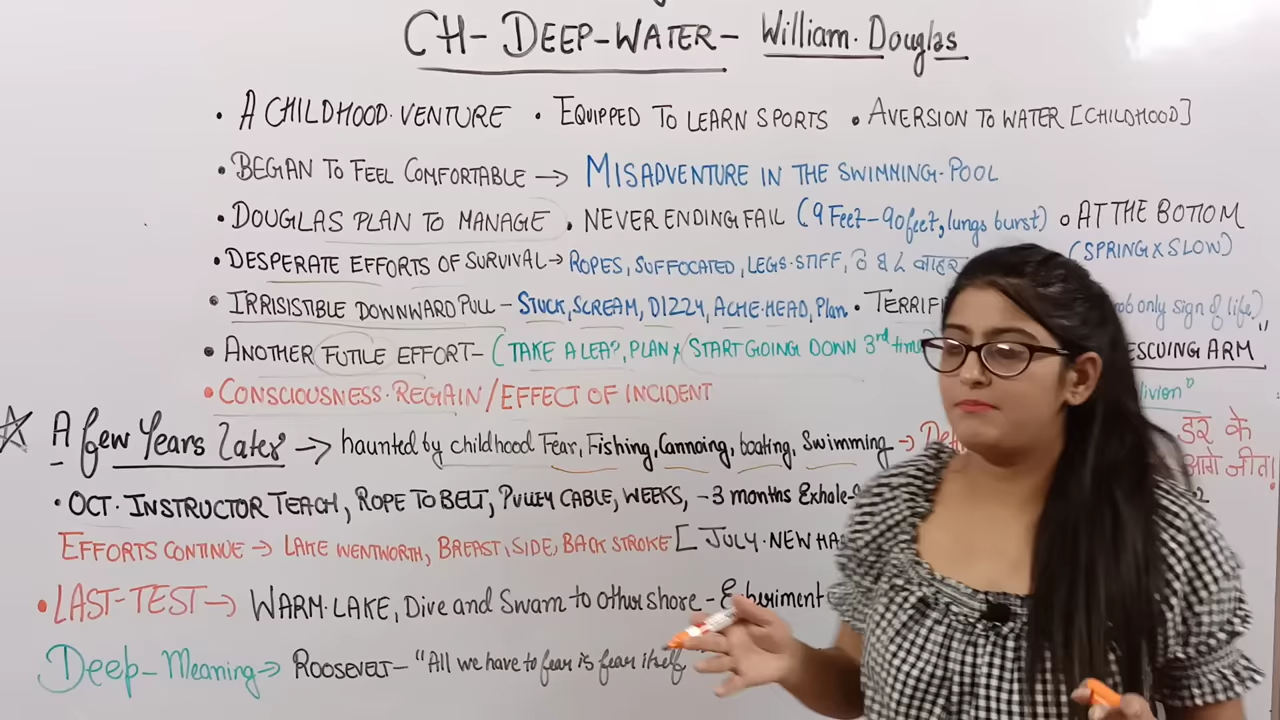 CH- DEEP-WATER- William. Douglas
• A CHILDHOOD VENTURE • EQUIPPED TO LEARN SPORTS • AVERSION TO WATER [CHILDHOOD]
• BEGAN TO FEEL COMFORTABLE → MISADVENTURE IN THE SWIMMING-POOL
• DOUGLAS PLAN TO MANAGE • NEVER ENDING FAIL (9 Feet-90 feet, lungs burst) • AT THE BOTTOM
(SPRING X SLOW)
• DESPERATE EFFORTS OF SURVIVAL → ROPES, SUFFOCATED, LEGS-STIFF,
• IRRISISTIBLE DOWNWARD PULL - STUCK, SCREAM, DIZZY, ACHE-HEAD, Plan • only sign of life)
• ANOTHER FUTILE EFFORT- (TAKE A LEAP, PLAN X START GOING DOWN 3rd ARM
• CONSCIOUSNESS-REGAIN/EFFECT OF INCIDENT
A few Years Later → haunted by childhood Fear, Fishing, Cannoing, boating, Swimming → डर के
आगे जीत!
• OCT. INSTRUCTOR TEACH, ROPE TO BELT, PULLEY CABLE, WEEKS, - 3 months Exhale-
EFFORTS CONTINUE → LAKE WENTWORTH, BREAST, SIDE, BACK STROKE [JULY. NEW HA
• LAST-TEST → WARM. LAKE, Dive and Swam to other shore -
Deep-Meaning → ROOSEVELT- "All we have to fear is fear itself